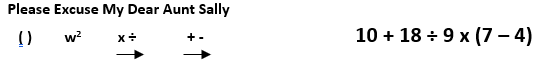 Please Excuse My Dear Aunt Sally
( ) w² x ÷ + -
10 + 18 ÷ 9 x (7 – 4)